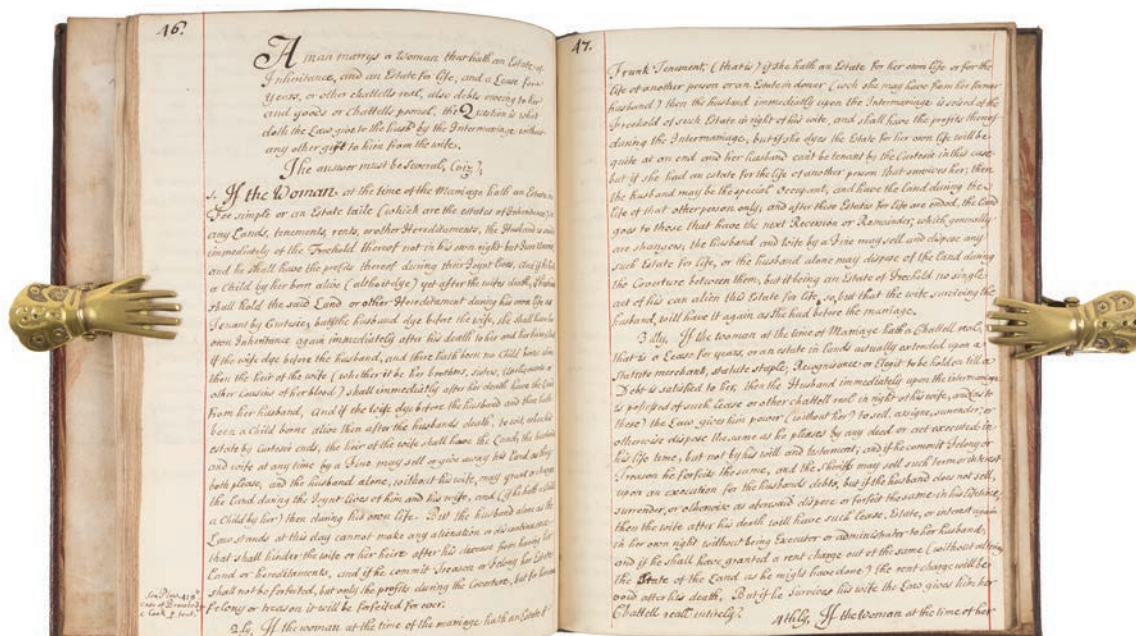 46.
A man marrys a Woman that hath an Estate of
Inheritance, and an Estate for life, and a Lease for
Years, or other chattells real, also debts oweing to her
and goods or Chattells psonal, the Question is what
doth the Law give to the husbd by the Intermariage without
any other gift to him from the wife.
The answer must be Several, (viz)
1. If the Woman at the time of the Mariage hath an Estate in
Fee simple or an Estate taile (which are the estates of Inheritance) in
any Lands, tenements, rents, or other Hereditaments, the Husband is
immediately of the Freehold thereof not in his own right but
and he shall have the profits thereof during their Joynt lives, And if he hath
a Child by her born alive (altho it dye) yet after the wifes death,
shall hold the said Land or other Hereditament during his own life as
Tenant by Curtesie, but if the husband dye before the wife, she shall have her
own Inheritance again immediately after his death to her and her heires
if the wife dye before the husband, and there hath been no Child borne alive
then the heir of the wife (whether it be her brothers, sisters, Uncles or
other cousins of her blood) shall immediately after her death have the Land
from her husband, And if the wife dye before the husband and there hath
been a Child borne alive then after the husbands death, to wit, when his
estate by Curtesie ends, the heir of the wife shall have the Land; the husband
and wife at any time by a Fine may sell or give away his Land as they
both please, and the husband alone, without his wife, may grant or charge
the land during the Joynt Lives of him and his wife, and (if he hath
a Child by her) then during his own life. But the husband alone as the
Law stands at this day cannot make any alienation or discontinuance
that shall hinder the wife or her heirs after his decease from having her
Land or hereditaments, and if he commit Treason or Felony her Estate
shall not be forfeited, but only the profits during the Coverture, but
Felony or treason it will be forfeited for ever.
2ly, If the woman at the time of the mariage hath an Estate
47.
Frank Tenement, (that is) if she hath an Estate for her own life or for the
life of another person or an Estate in dower (wch she may have from her former
husband) then the husband immediately upon the Intermariage is seized of the
Freehold of such Estate in right of his wife, and shall have the profits thereof
during the Intermariage, but if she dyes the Estate for her own life will be
quite at an end and her husband cant be tenant by the Curtesie in this case
but if she had an estate for the life of another person that survives her, then
the husband may be the special Occupant, and have the land during the
life of that other person only, and after these Estates for life are ended, the Land
goes to those that have the next Reversion or Remainder, which generally
are strangers, the husband and wife by a Fine may sell and dispose any
such Estate for life, or the husband alone may dispose of the land during
the Coverture between them, but it being an Estate of Freehold no single
act of his can alien this Estate for life, so, but that the wife surviving the
husband, will have it again as she had before the mariage.
3dly, If the woman at the time of Mariage hath a Chattell real,
that is a Lease for years, or an estate in lands actually extended upon a
Statute merchant, statute staple, Recognisance or Elegit to be holden till a
Debt is satisfied to her, then the Husband immediately upon the intermariage
is possessed of such Lease or other chattell real in right of his wife, and (as to
these) the Law gives him power (without her) to sell, assigne, surrender, or
otherwise dispose the same as he pleases by any deed or act executed in
his life time, but not by his will and testament, and if he commit Felony or
Treason he forfeits the same, and the Sheriffs may sell such term or interest
upon an execution for the husbands debts, but if the husband does not sell,
surrender, or otherwise as aforesaid dispose or forfeit the same in his lifetime,
then the wife after his death will have such Lease, Estate, or interest again
in her own right without being Executor or administrator to her husband,
and if he shall have granted a rent charge out of the same (without altering
the Estate of the Land as he might have done) the rent charge will be
void after his death. But if he survives his wife the Law gives him her
Chattell reall intirely.
4thly, If the woman at the time of her